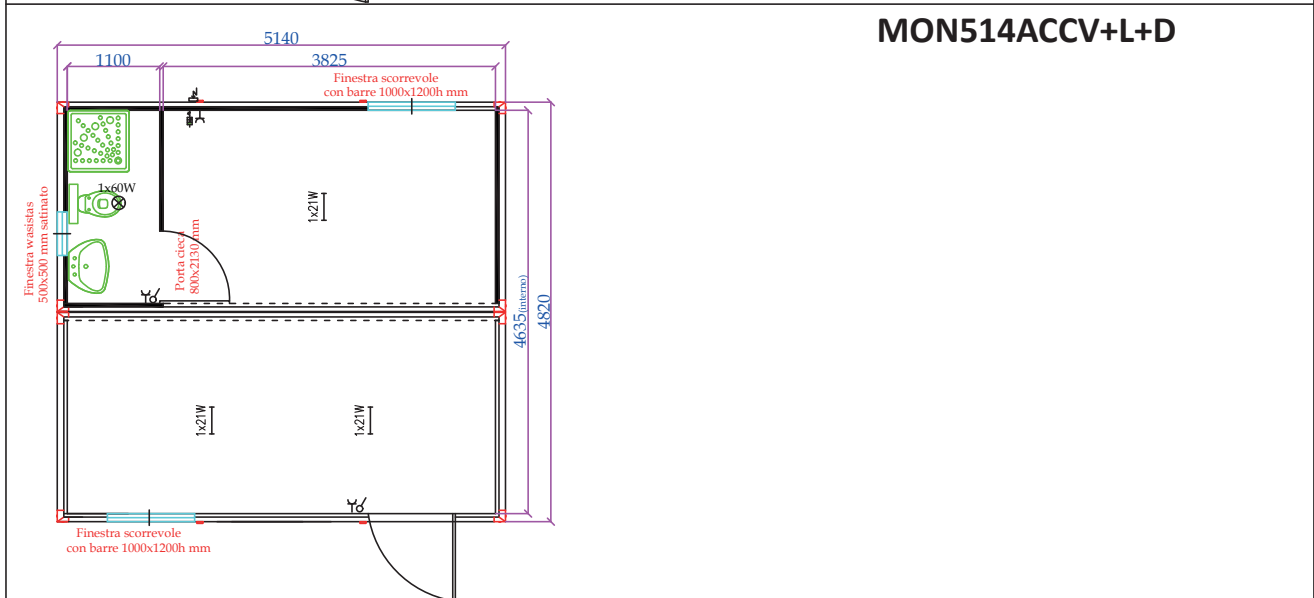 MON514ACCV+L+D
5140
1100
3825
Finestra scorrevole
con barre 1000x1200h mm
1x60W
1x21W
Finestra wasistas
500x500 mm satinato
Porta cieca
800x2130 mm
4635(interno)
4820
1x21W
1x21W
Finestra scorrevole
con barre 1000x1200h mm